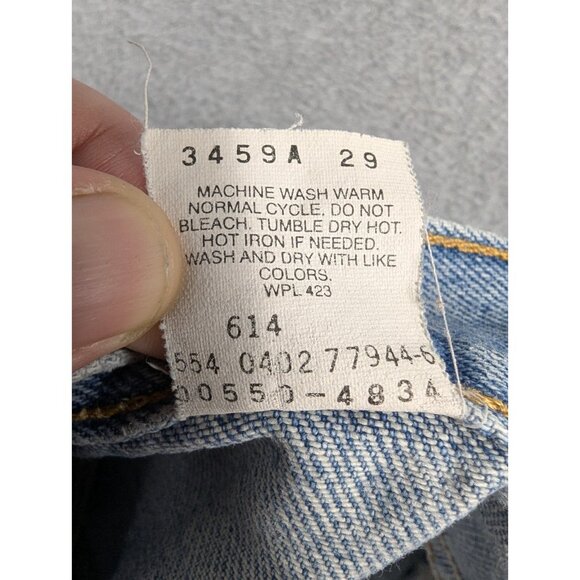 3459A 29
MACHINE WASH WARM
NORMAL CYCLE. DO NOT
BLEACH. TUMBLE DRY HOT.
HOT IRON IF NEEDED.
WASH AND DRY WITH LIKE
COLORS.
WPL 423
614
554 0402 77944-6
00550-4834